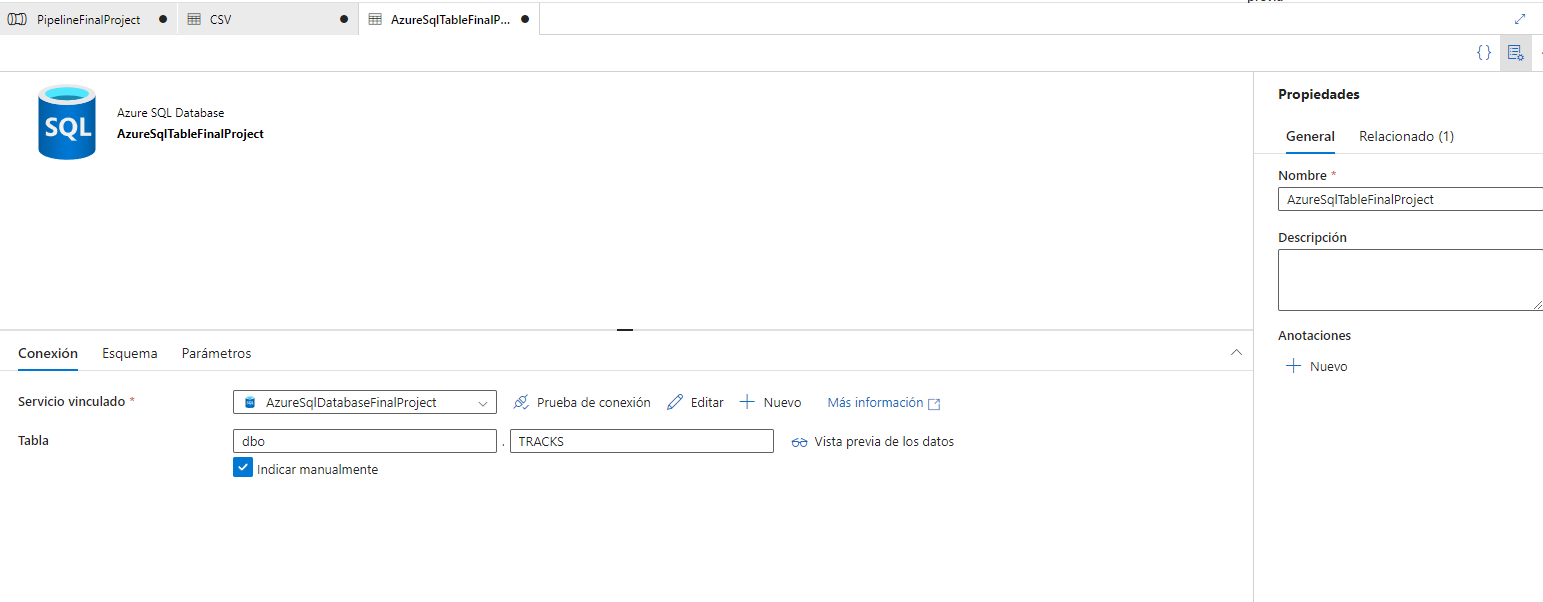 PipelineFinalProject
CSV
AzureSqlTableFinalP...
{}
SQL
Azure SQL Database
AzureSqlTableFinalProject
Propiedades
General Relacionado (1)
Nombre *
AzureSqlTableFinalProject
Descripción
Anotaciones
Nuevo
Conexión Esquema Parámetros
Servicio vinculado * AzureSqlDatabaseFinalProject Prueba de conexión Editar Nuevo Más información
Tabla dbo . TRACKS Vista previa de los datos
Indicar manualmente